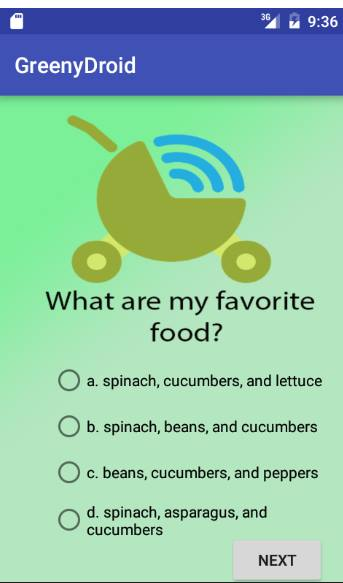 3G 9:36
GreenyDroid
What are my favorite
food?
a. spinach, cucumbers, and lettuce
b. spinach, beans, and cucumbers
c. beans, cucumbers, and peppers
d. spinach, asparagus, and
cucumbers
NEXT